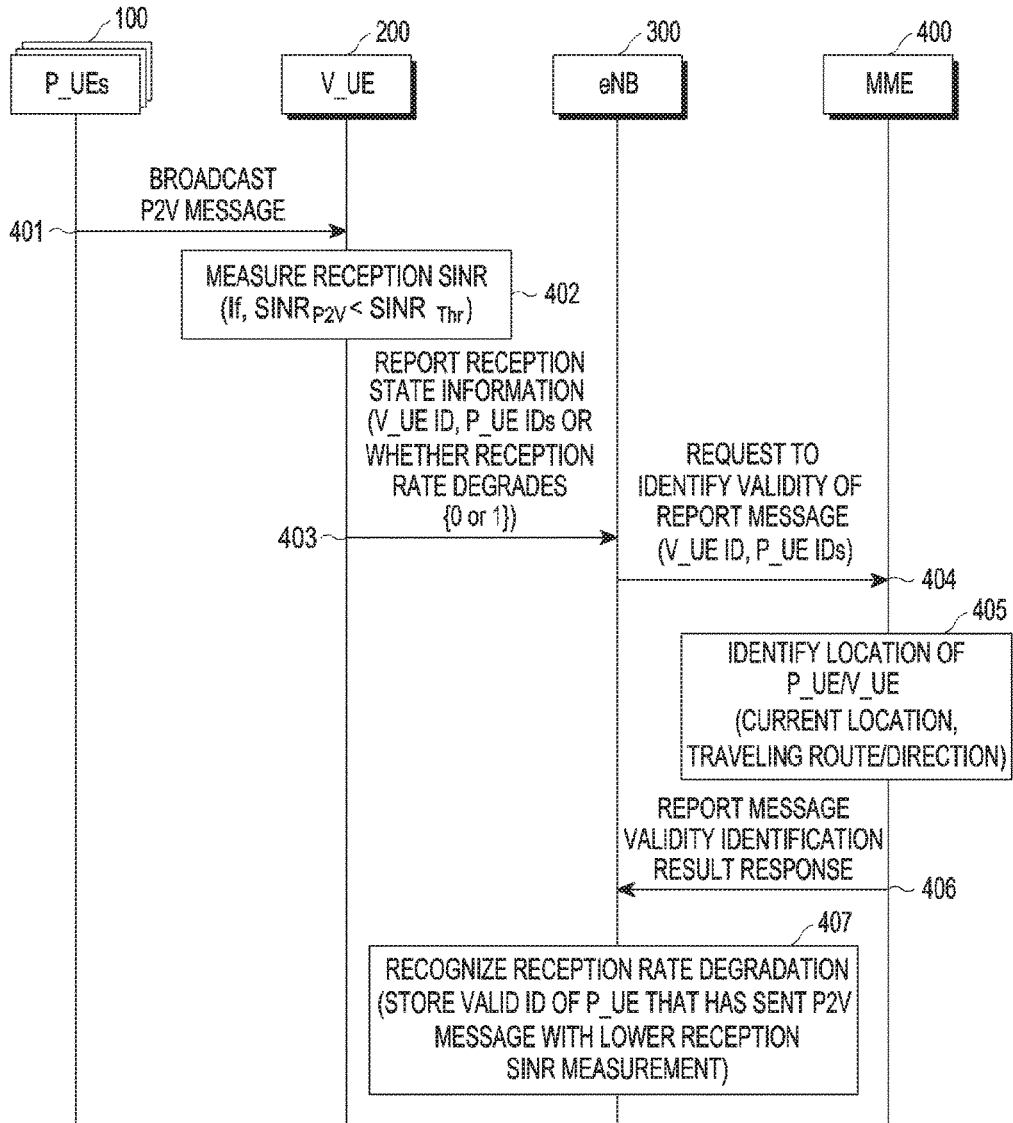 100
200
300
400
P_UEs
V_UE
eNB
MME
BROADCAST
P2V MESSAGE
401
MEASURE RECEPTION SINR
(If, SINRP2V < SINR Thr)
402
REPORT RECEPTION
STATE INFORMATION
(V_UE ID, P_UE IDs OR
WHETHER RECEPTION
RATE DEGRADES
{0 or 1})
403
REQUEST TO
IDENTIFY VALIDITY OF
REPORT MESSAGE
(V_UE ID, P_UE IDs)
404
405
IDENTIFY LOCATION OF
P_UE/V_UE
(CURRENT LOCATION,
TRAVELING ROUTE/DIRECTION)
REPORT MESSAGE
VALIDITY IDENTIFICATION
RESULT RESPONSE
406
407
RECOGNIZE RECEPTION RATE DEGRADATION
(STORE VALID ID OF P_UE THAT HAS SENT P2V
MESSAGE WITH LOWER RECEPTION
SINR MEASUREMENT)